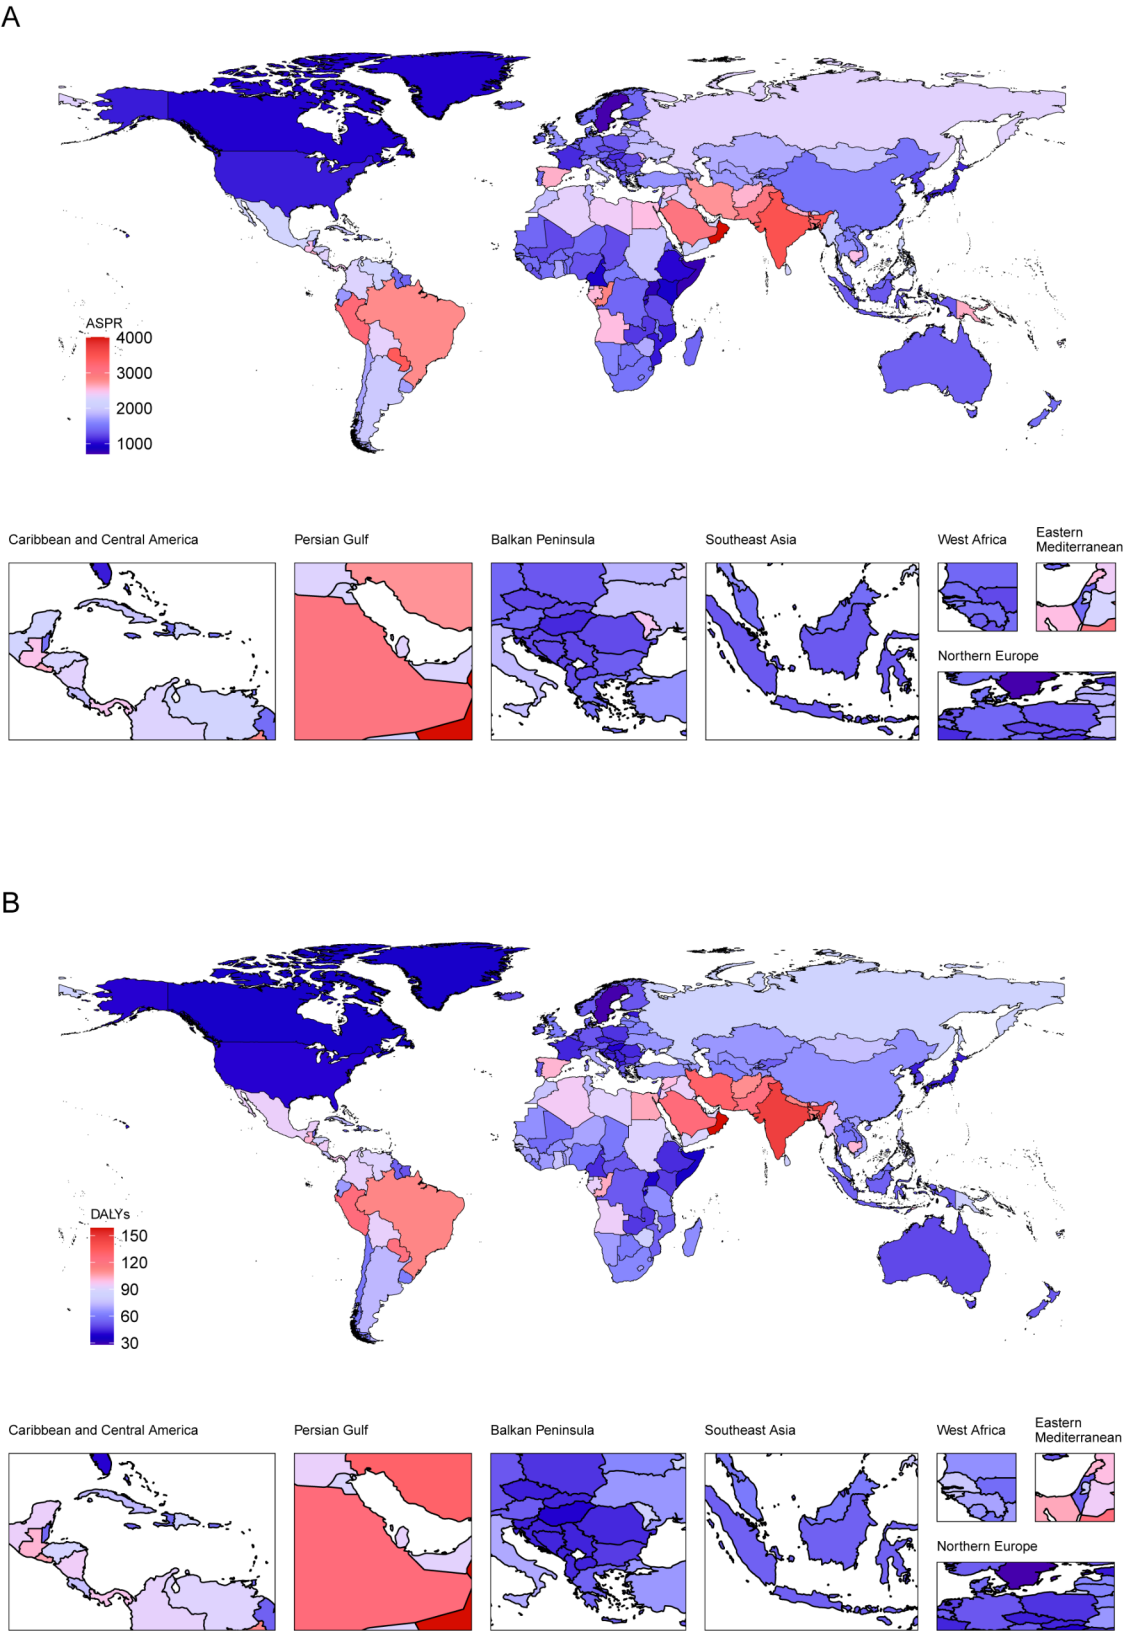 A
ASPR
4000
3000
2000
1000
Caribbean and Central America
Persian Gulf
Balkan Peninsula
Southeast Asia
West Africa
Eastern
Mediterranean
Northern Europe
B
DALYs
150
120
90
60
30
Caribbean and Central America
Persian Gulf
Balkan Peninsula
Southeast Asia
West Africa
Eastern
Mediterranean
Northern Europe